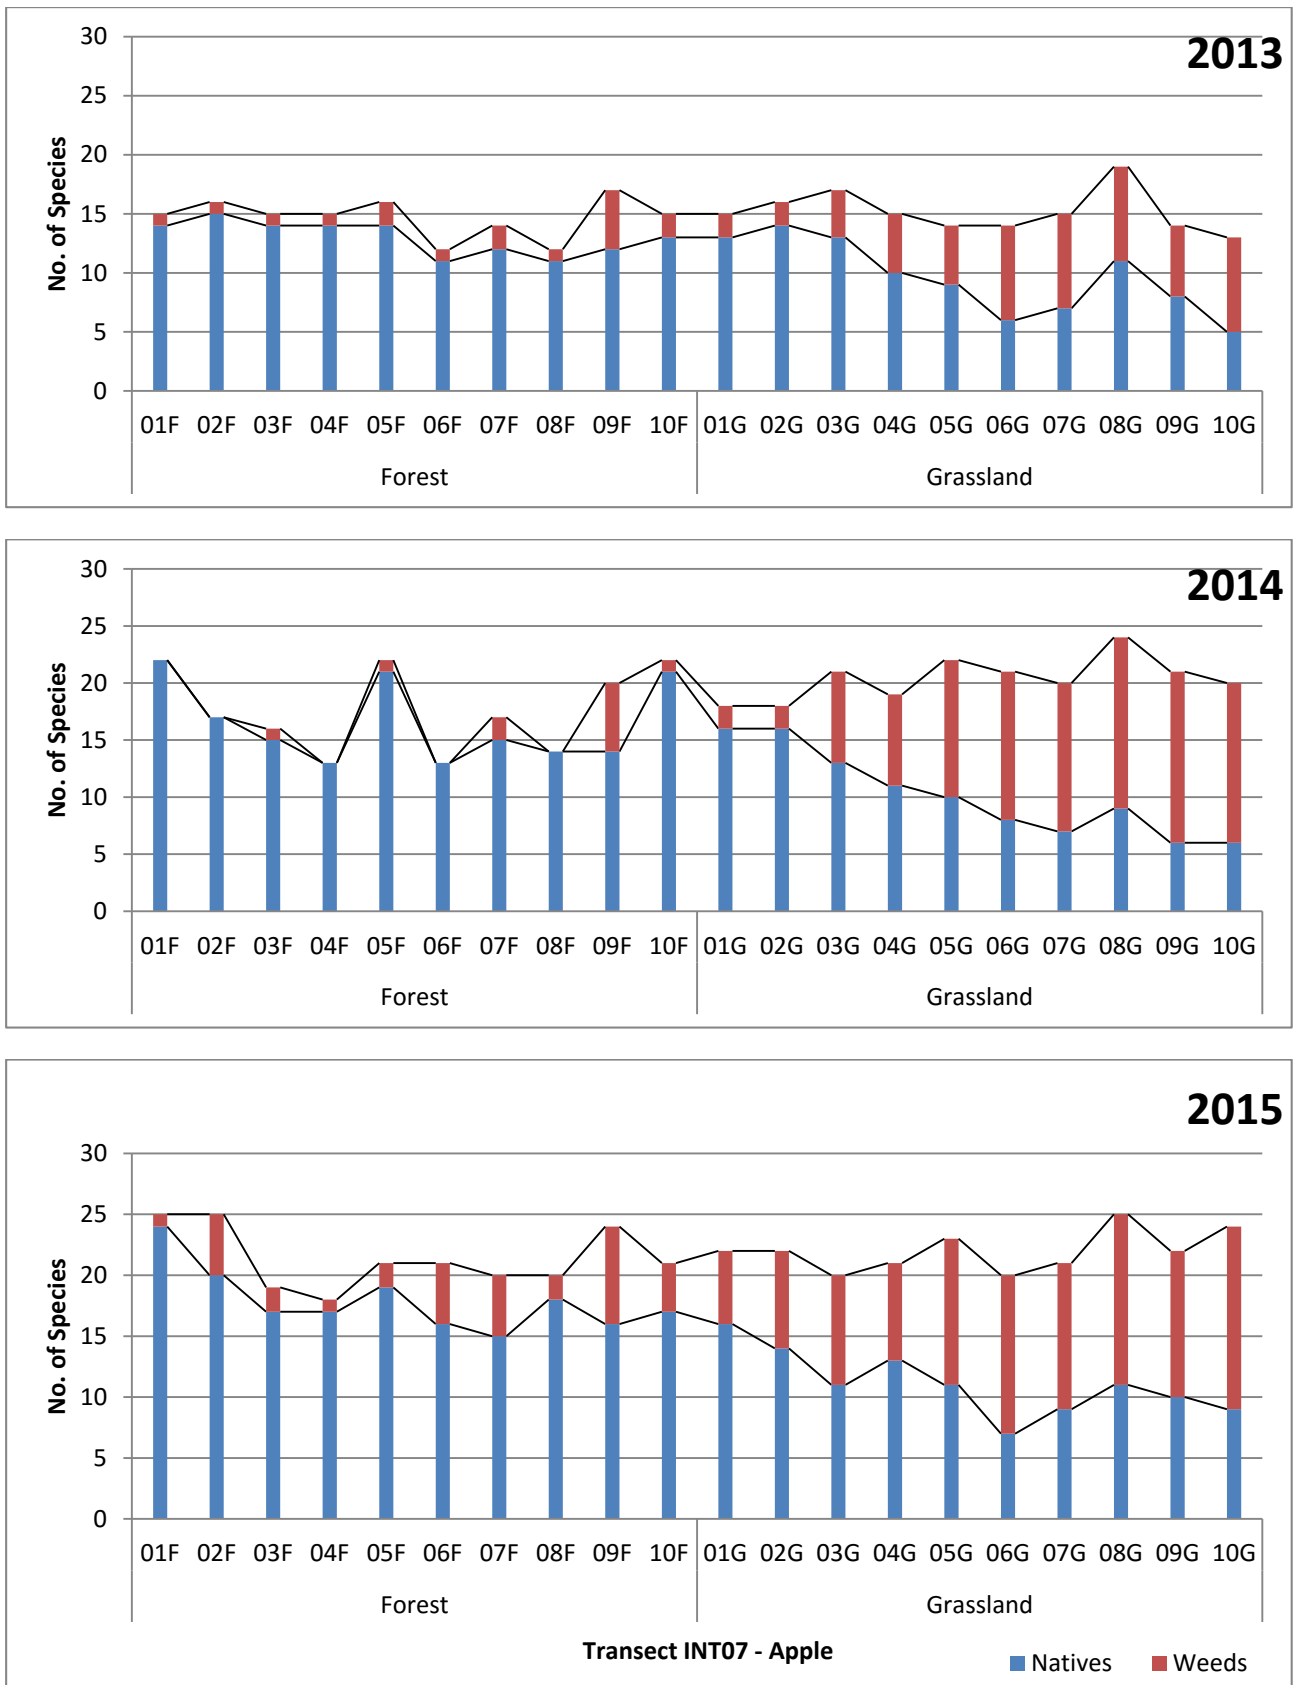 2013
No. of Species
30
25
20
15
10
5
0
01F 02F 03F 04F 05F 06F 07F 08F 09F 10F 01G 02G 03G 04G 05G 06G 07G 08G 09G 10G
Forest Grassland
2014
No. of Species
30
25
20
15
10
5
0
01F 02F 03F 04F 05F 06F 07F 08F 09F 10F 01G 02G 03G 04G 05G 06G 07G 08G 09G 10G
Forest Grassland
2015
No. of Species
30
25
20
15
10
5
0
01F 02F 03F 04F 05F 06F 07F 08F 09F 10F 01G 02G 03G 04G 05G 06G 07G 08G 09G 10G
Forest Grassland
Transect INT07 - Apple
Natives Weeds